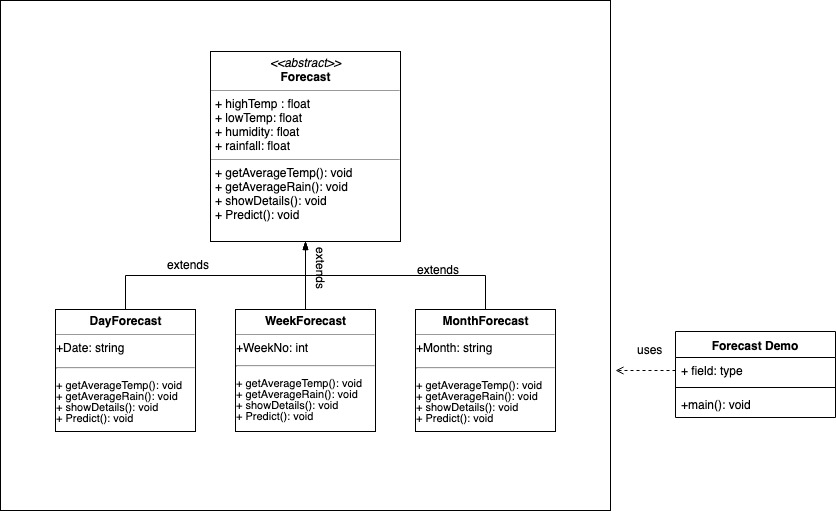 <<abstract>>
Forecast
+ highTemp : float
+ lowTemp: float
+ humidity: float
+ rainfall: float
+ getAverageTemp(): void
+ getAverageRain(): void
+ showDetails(): void
+ Predict(): void
extends
extends
extends
DayForecast
+Date: string
+ getAverageTemp(): void
+ getAverageRain(): void
+ showDetails(): void
+ Predict(): void
WeekForecast
+WeekNo: int
+ getAverageTemp(): void
+ getAverageRain(): void
+ showDetails(): void
+ Predict(): void
MonthForecast
+Month: string
+ getAverageTemp(): void
+ getAverageRain(): void
+ showDetails(): void
+ Predict(): void
uses
Forecast Demo
+ field: type
+main(): void